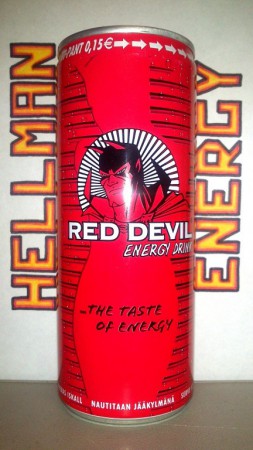 PANT 0,15€
HELLMAN
ENERGY
RED DEVIL
ENERGY DRINK
...THE TASTE
OF ENERGY
NAUTITAAN JÄÄKYLMÄNÄ